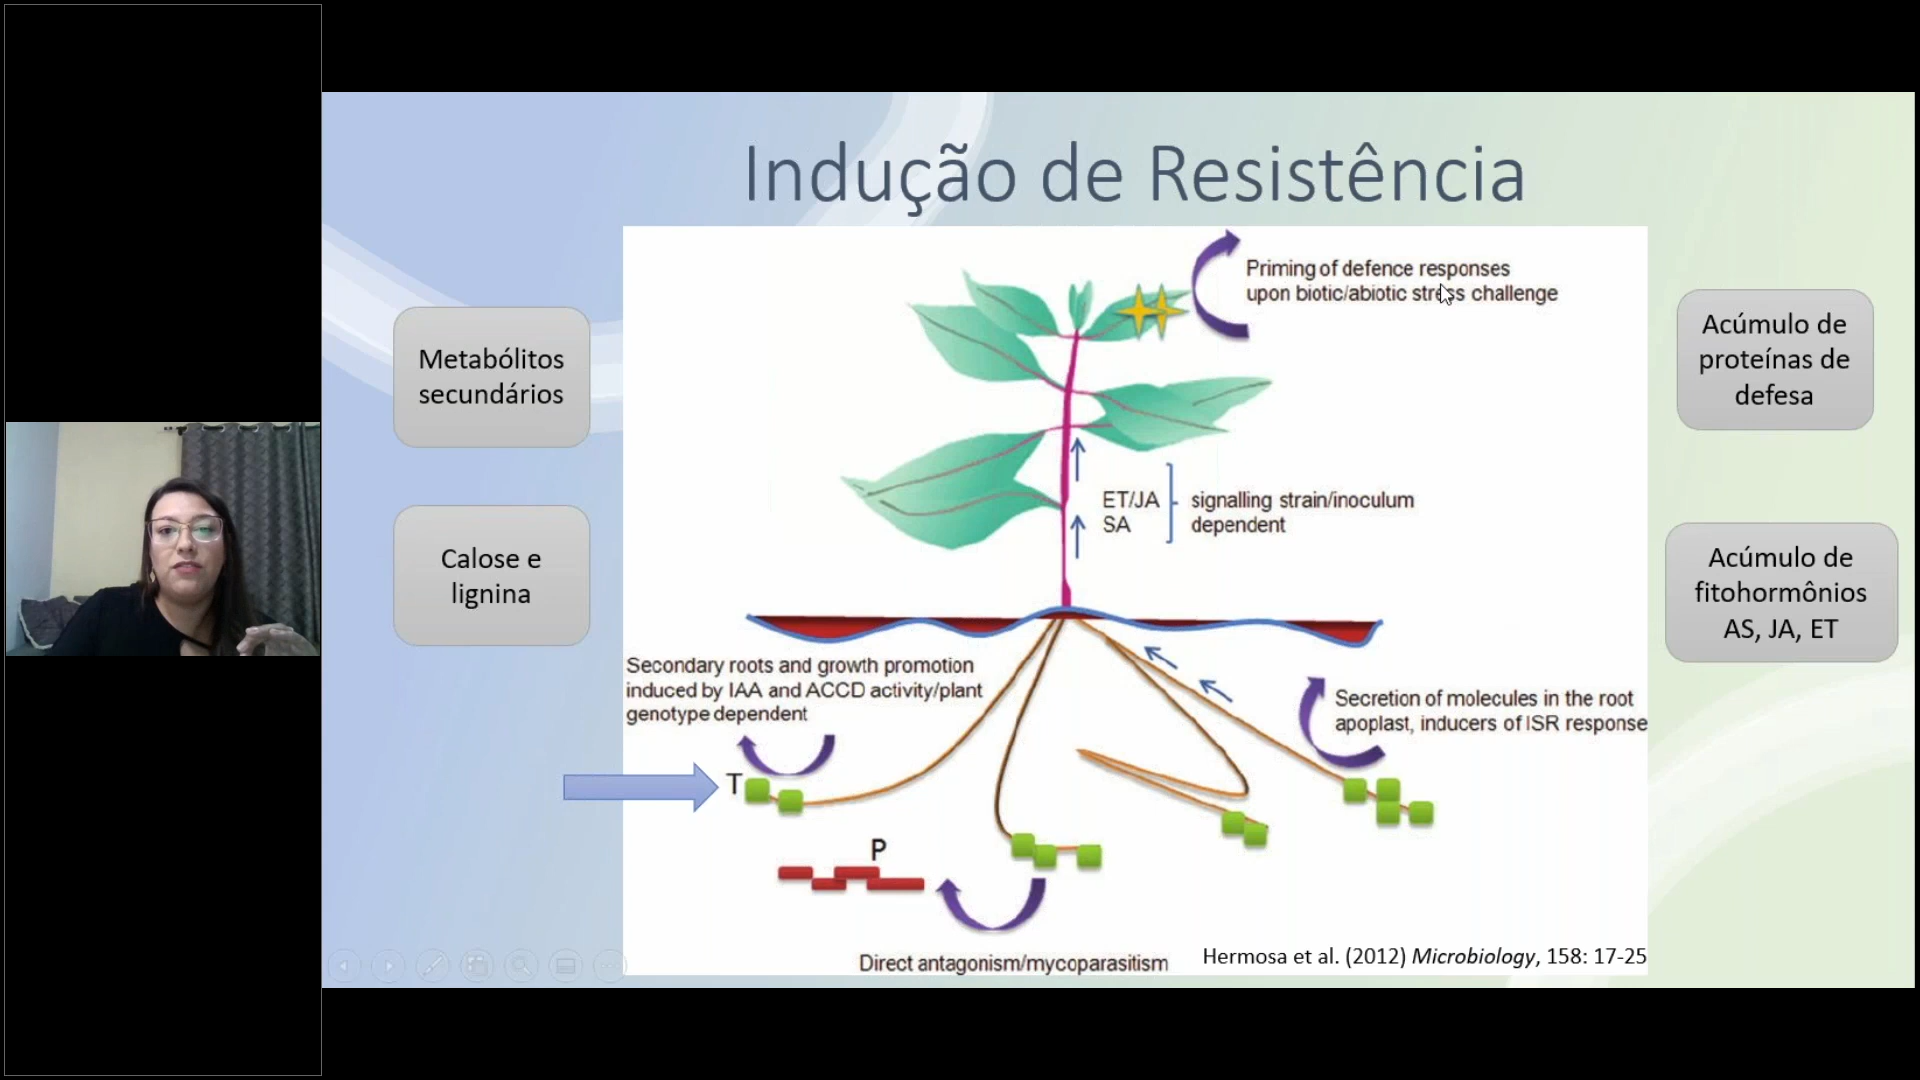 Indução de Resistência
Metabólitos
secundários
Calose e
lignina
Priming of defence responses
upon biotic/abiotic stress challenge
ET/JA
SA
signalling strain/inoculum
dependent
Secondary roots and growth promotion
induced by IAA and ACCD activity/plant
genotype dependent
Secretion of molecules in the root
apoplast, inducers of ISR response
T
P
Direct antagonism/mycoparasitism
Hermosa et al. (2012) Microbiology, 158: 17-25
Acúmulo de
proteínas de
defesa
Acúmulo de
fitohormônios
AS, JA, ET